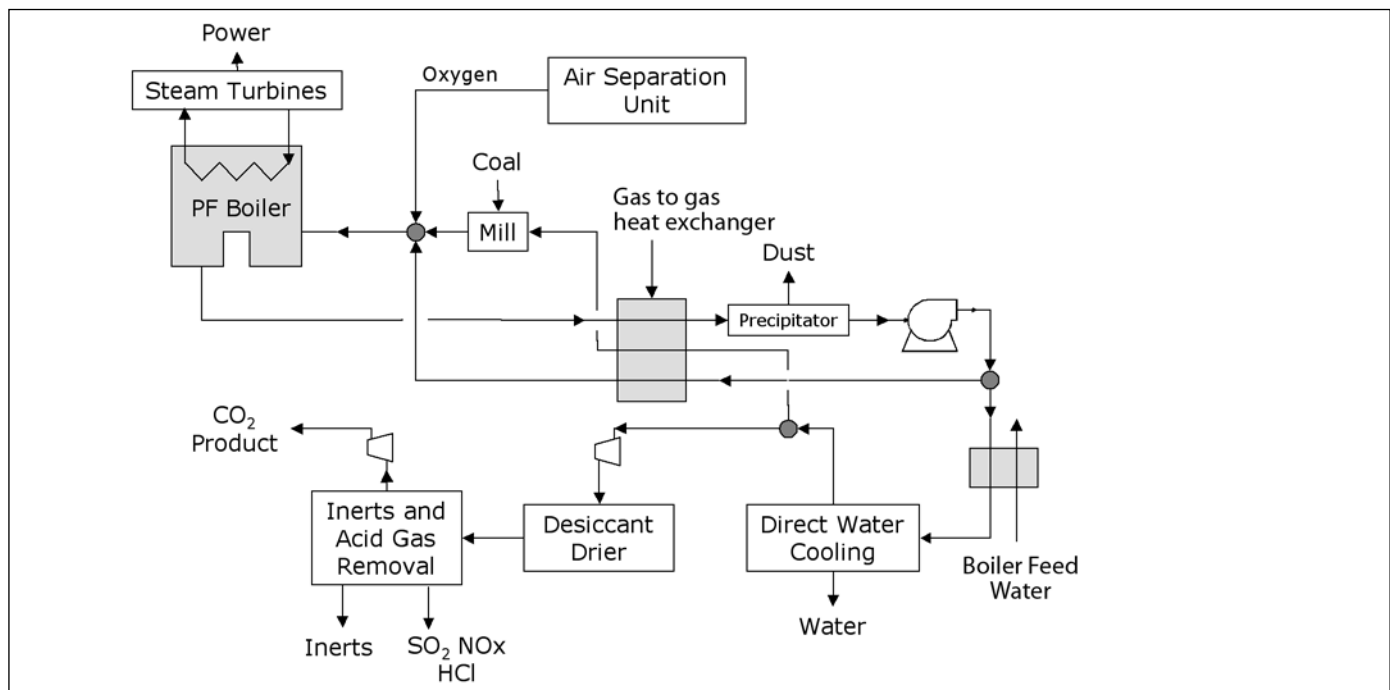 Power
Steam Turbines
Oxygen
Air Separation
Unit
PF Boiler
Coal
Mill
Gas to gas
heat exchanger
Dust
Precipitator
CO₂
Product
Inerts and
Acid Gas
Removal
Desiccant
Drier
Direct Water
Cooling
Boiler Feed
Water
Water
Inerts
SO₂ NOx
HCl